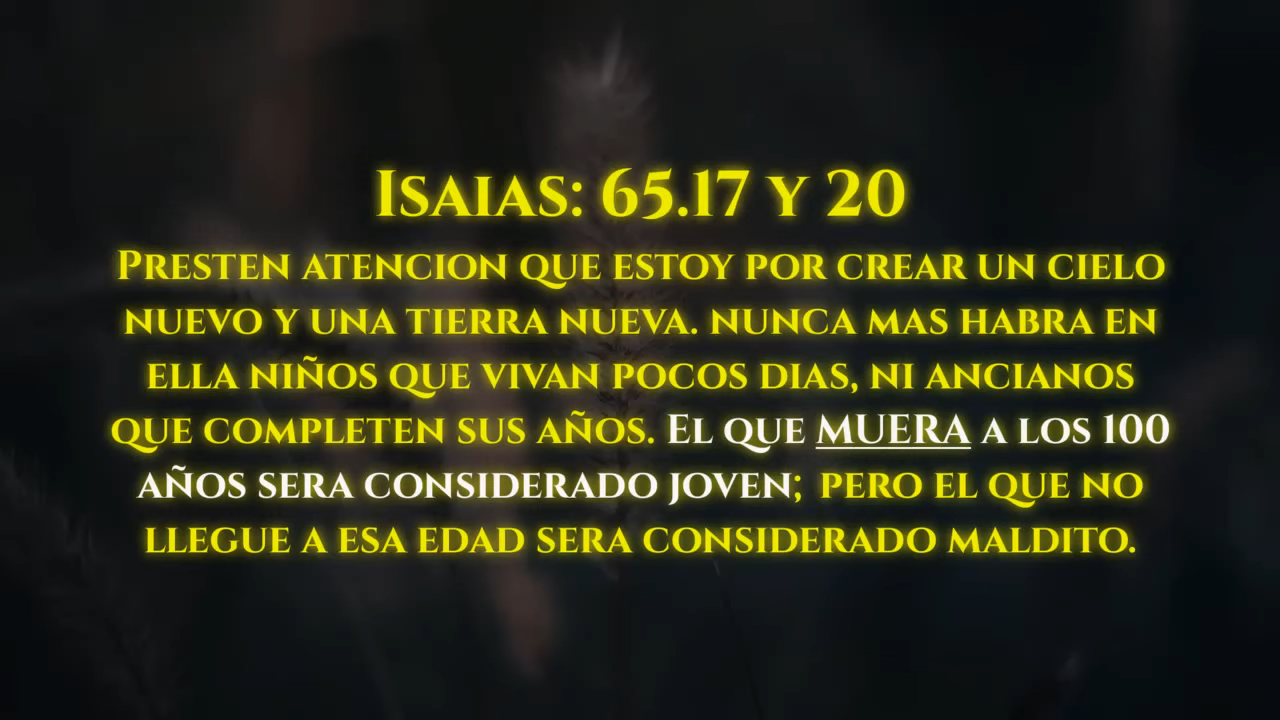 Isaias: 65.17 y 20
Presten atencion que estoy por crear un cielo
nuevo y una tierra nueva. nunca mas habra en
ella niños que vivan pocos dias, ni ancianos
que completen sus años. El que muera a los 100
años sera considerado joven; pero el que no
llegue a esa edad sera considerado maldito.